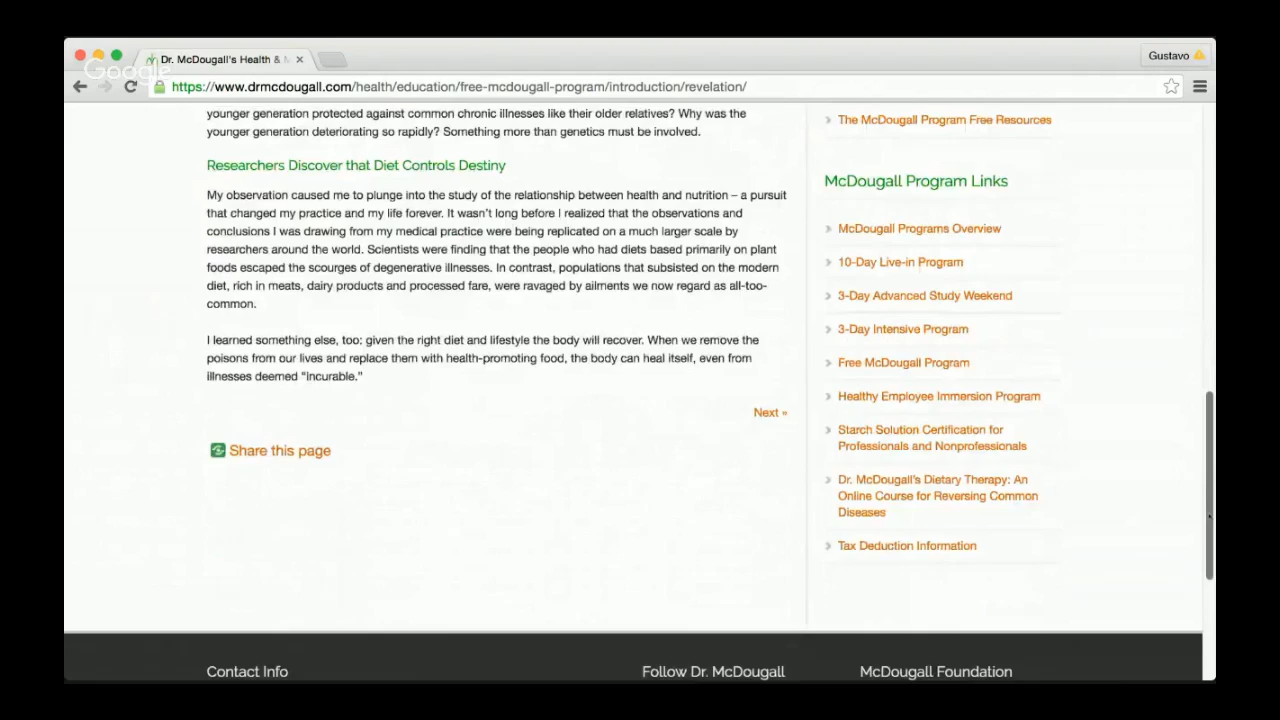 Dr. McDougall's Health & M
Gustavo
Google
https://www.drmcdougall.com/health/education/free-mcdougall-program/introduction/revelation/
younger generation protected against common chronic illnesses like their older relatives? Why was the
younger generation deteriorating so rapidly? Something more than genetics must be involved.
Researchers Discover that Diet Controls Destiny
My observation caused me to plunge into the study of the relationship between health and nutrition – a pursuit
that changed my practice and my life forever. It wasn't long before I realized that the observations and
conclusions I was drawing from my medical practice were being replicated on a much larger scale by
researchers around the world. Scientists were finding that the people who had diets based primarily on plant
foods escaped the scourges of degenerative illnesses. In contrast, populations that subsisted on the modern
diet, rich in meats, dairy products and processed fare, were ravaged by ailments we now regard as all-too-
common.
I learned something else, too: given the right diet and lifestyle the body will recover. When we remove the
poisons from our lives and replace them with health-promoting food, the body can heal itself, even from
illnesses deemed “incurable.”
Next »
Share this page
The McDougall Program Free Resources
McDougall Program Links
McDougall Programs Overview
10-Day Live-in Program
3-Day Advanced Study Weekend
3-Day Intensive Program
Free McDougall Program
Healthy Employee Immersion Program
Starch Solution Certification for
Professionals and Nonprofessionals
Dr. McDougall's Dietary Therapy: An
Online Course for Reversing Common
Diseases
Tax Deduction Information
Contact Info
Follow Dr. McDougall
McDougall Foundation